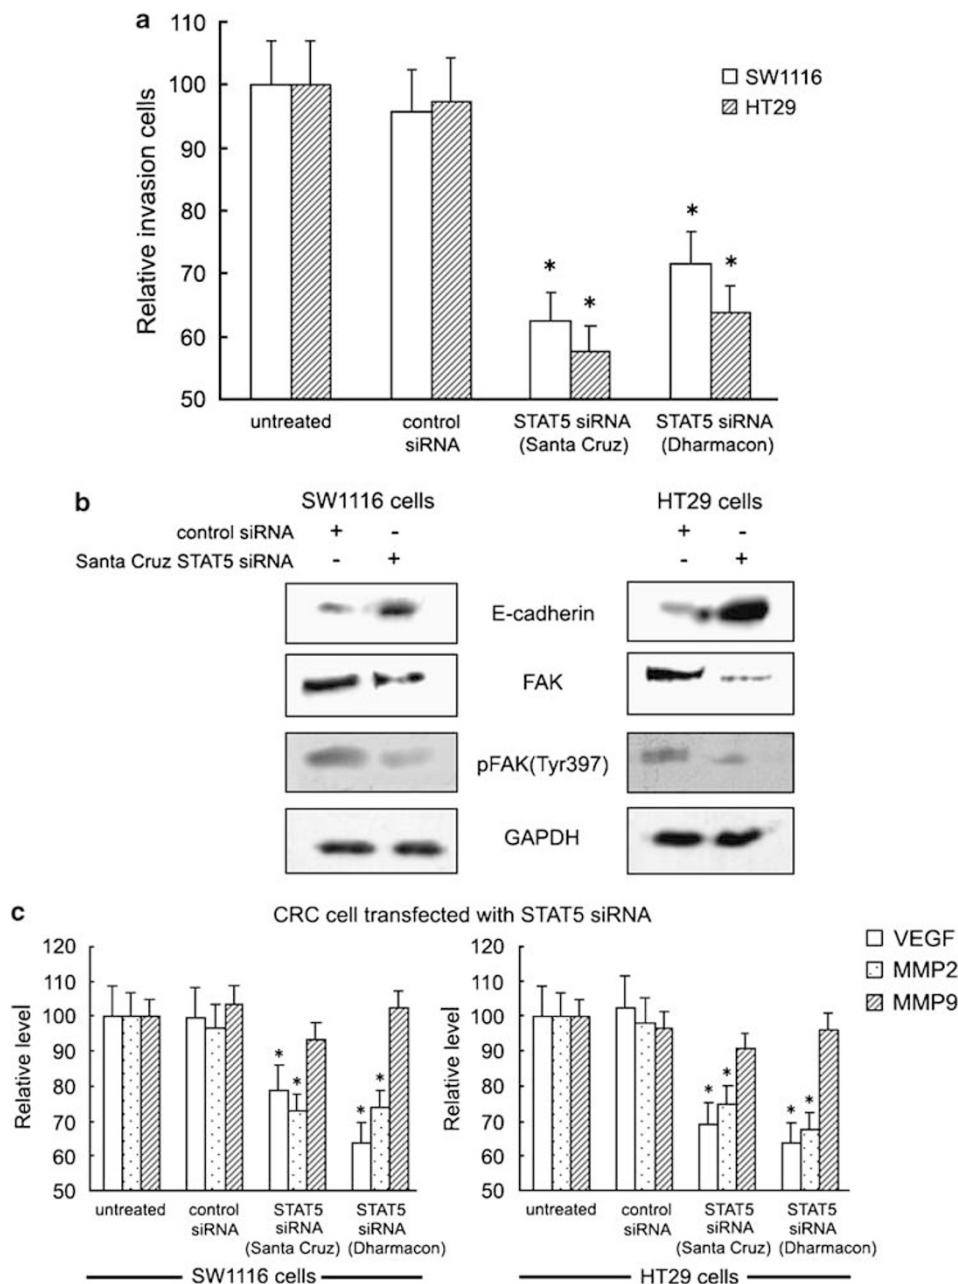 a
110
100
90
80
70
60
50
Relative invasion cells
SW1116
HT29
*
*
*
*
untreated
control
siRNA
STAT5 siRNA
(Santa Cruz)
STAT5 siRNA
(Dharmacon)
b
SW1116 cells
HT29 cells
control siRNA + - + -
Santa Cruz STAT5 siRNA - + - +
E-cadherin
FAK
pFAK(Tyr397)
GAPDH
c
CRC cell transfected with STAT5 siRNA
VEGF
MMP2
MMP9
120
110
100
90
80
70
60
50
Relative level
* * * *
untreated
control
siRNA
STAT5
siRNA
(Santa Cruz)
STAT5
siRNA
(Dharmacon)
SW1116 cells
120
110
100
90
80
70
60
50
Relative level
* * * *
untreated
control
siRNA
STAT5
siRNA
(Santa Cruz)
STAT5
siRNA
(Dharmacon)
HT29 cells